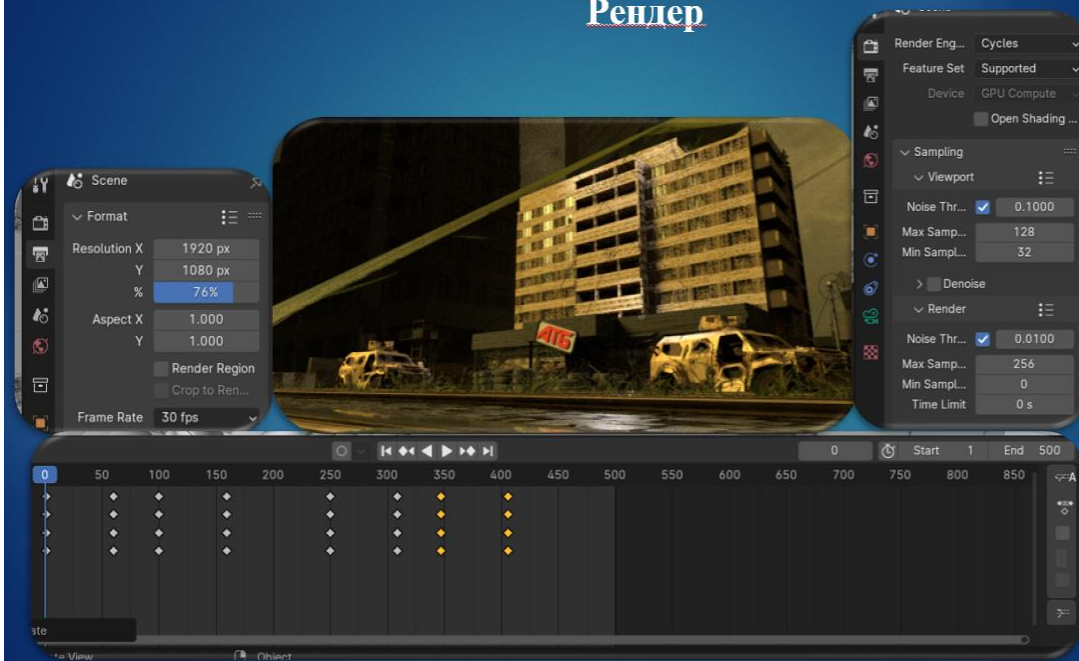 Рендер
Scene
Format
Resolution X 1920 px
Y 1080 px
% 76%
Aspect X 1.000
Y 1.000
Render Region
Crop to Ren...
Frame Rate 30 fps
АТБ
Render Eng... Cycles
Feature Set Supported
Device GPU Compute
Open Shading ...
Sampling
Viewport
Noise Thr... 0.1000
Max Samp... 128
Min Sampl... 32
Denoise
Render
Noise Thr... 0.0100
Max Samp... 256
Min Sampl... 0
Time Limit 0 s
0 Start 1 End 500
0 50 100 150 200 250 300 350 400 450 500 550 600 650 700 750 800 850
View
Object